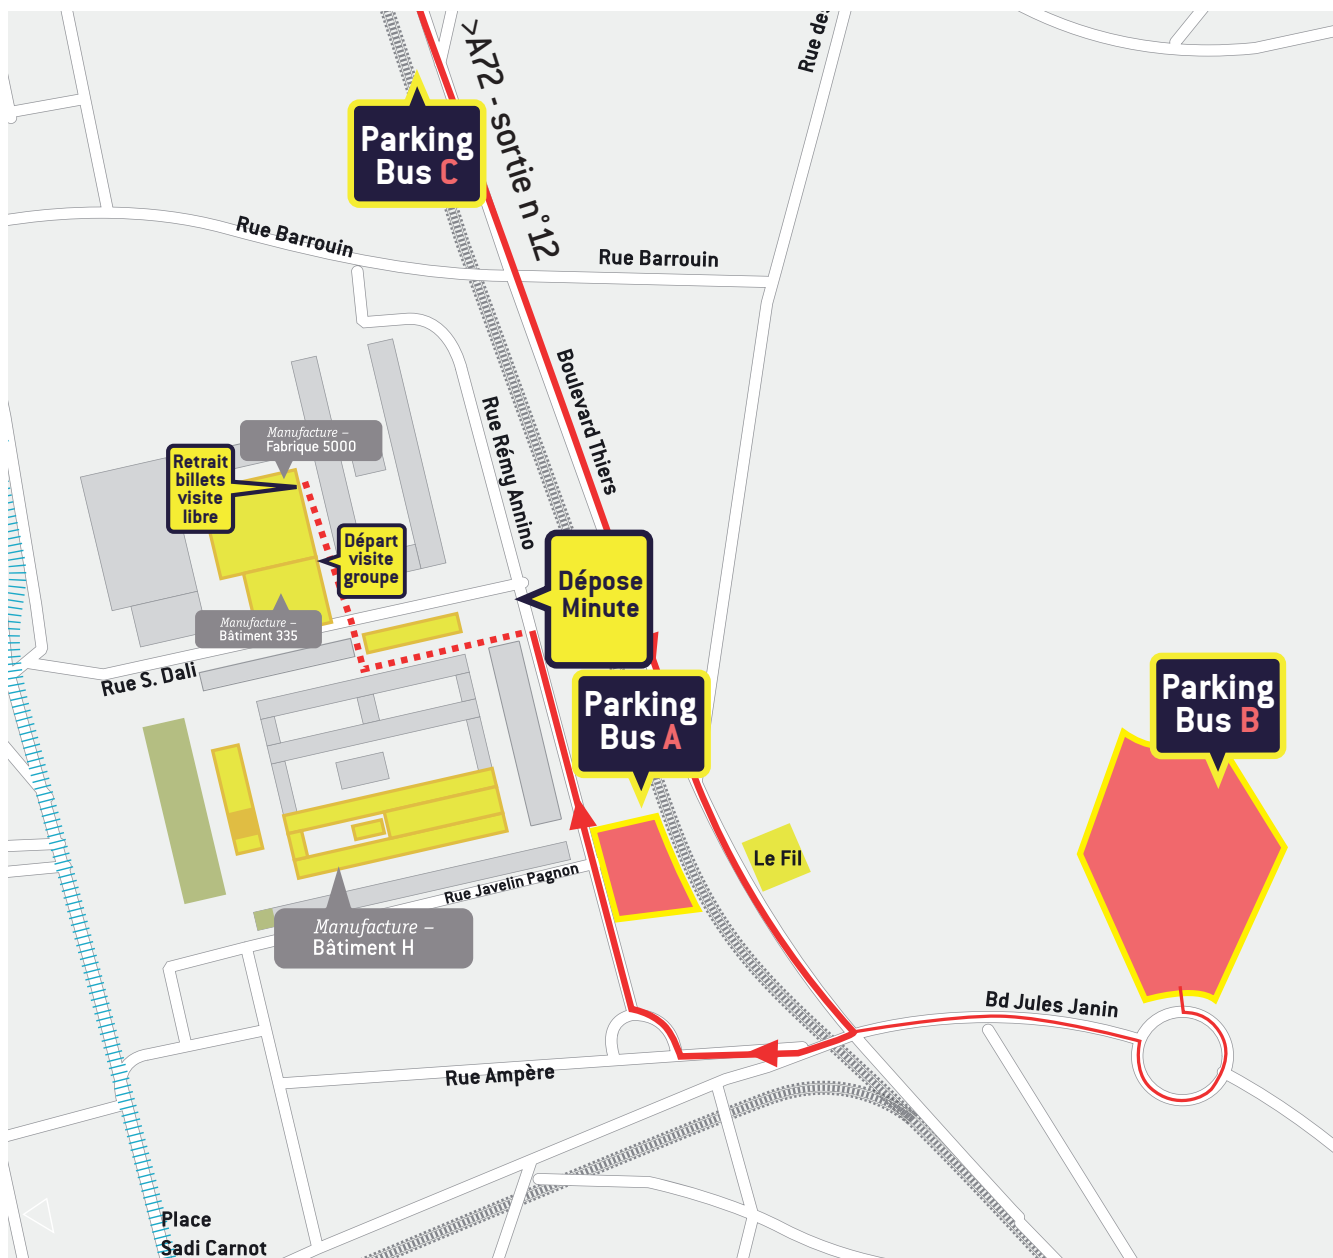 >A72 - sortie n°12
Rue des
Parking
Bus C
Rue Barrouin
Rue Barrouin
Boulevard Thiers
Rue Rémy Annino
Manufacture –
Fabrique 5000
Retrait
billets
visite
libre
Départ
visite
groupe
Dépose
Minute
Manufacture –
Bâtiment 335
Rue S. Dali
Parking
Bus A
Parking
Bus B
Le Fil
Rue Javelin Pagnon
Manufacture –
Bâtiment H
Bd Jules Janin
Rue Ampère
Place
Sadi Carnot